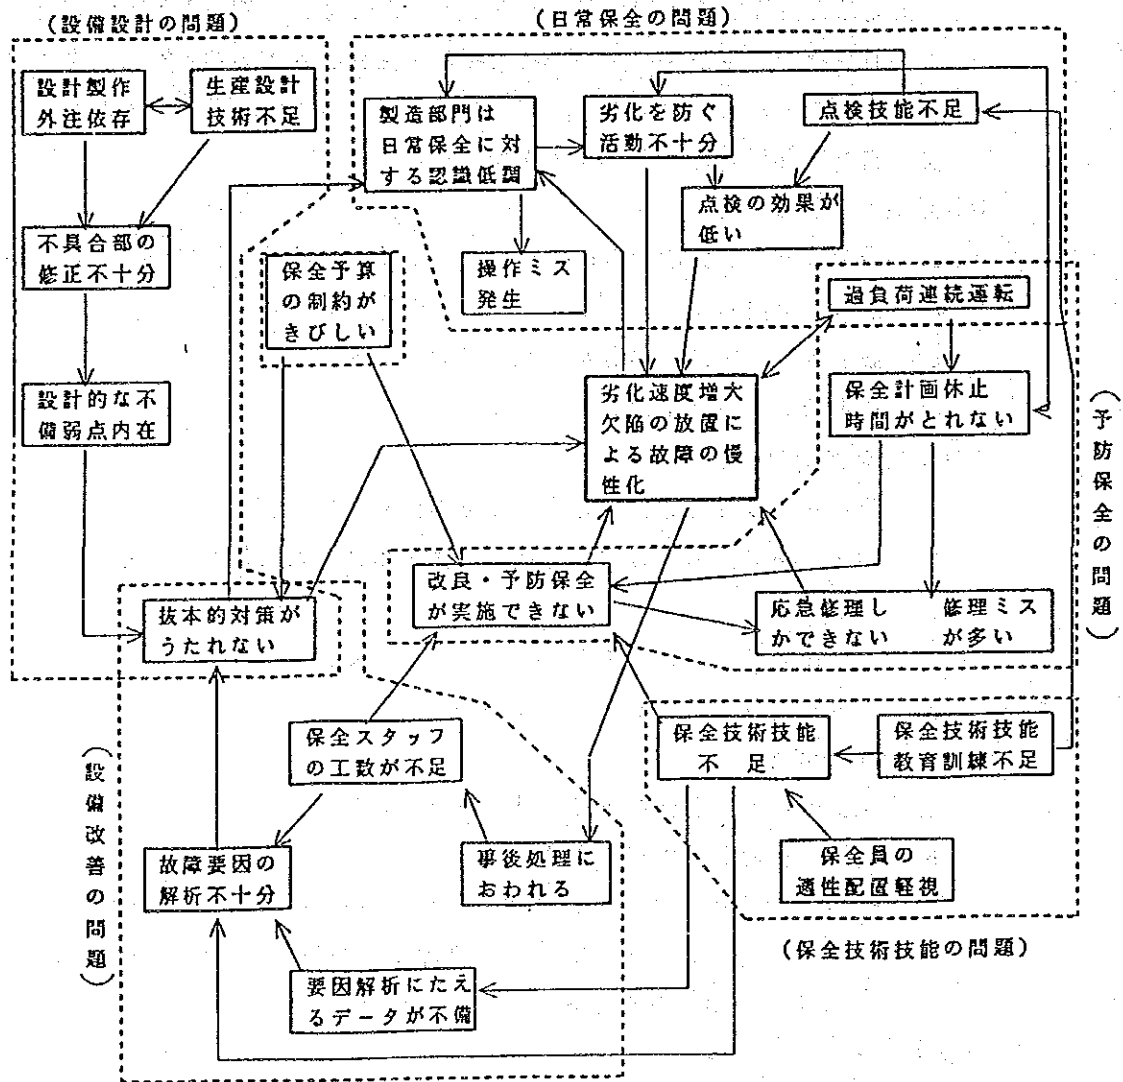 (設備設計の問題)
(日常保全の問題)
設計製作
外注依存
生産設計
技術不足
製造部門は
日常保全に対
する認識低調
劣化を防ぐ
活動不十分
点検技能不足
点検の効果が
低い
不具合部の
修正不十分
保全予算
の制約が
きびしい
操作ミス
発生
過負荷連続運転
設計的な不
備弱点内在
劣化速度増大
欠陥の放置に
よる故障の慢
性化
保全計画休止
時間がとれない
(予防保全の問題)
抜本的対策が
うたれない
改良・予防保全
が実施できない
応急修理し
かできない
修理ミス
が多い
保全スタッフ
の工数が不足
保全技術技能
不足
保全技術技能
教育訓練不足
(設備改善の問題)
故障要因の
解析不十分
事後処理に
おわれる
保全員の
適性配置軽視
(保全技術技能の問題)
要因解析にたえ
るデータが不備